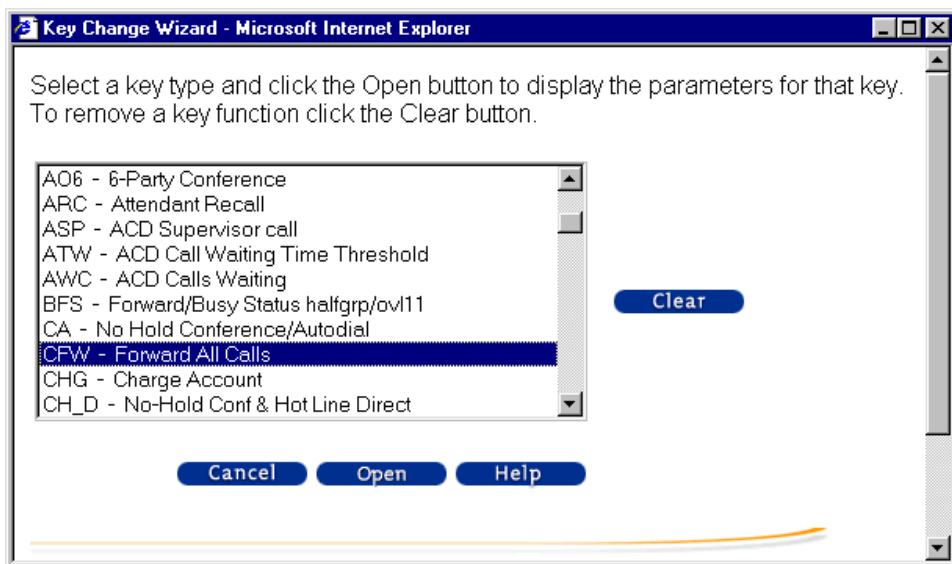 Key Change Wizard - Microsoft Internet Explorer
Select a key type and click the Open button to display the parameters for that key.
To remove a key function click the Clear button.
AO6 - 6-Party Conference
ARC - Attendant Recall
ASP - ACD Supervisor call
ATW - ACD Call Waiting Time Threshold
AWC - ACD Calls Waiting
BFS - Forward/Busy Status halfgrp/ovl11
CA - No Hold Conference/Autodial
CFW - Forward All Calls
CHG - Charge Account
CH_D - No-Hold Conf & Hot Line Direct
Clear
Cancel Open Help